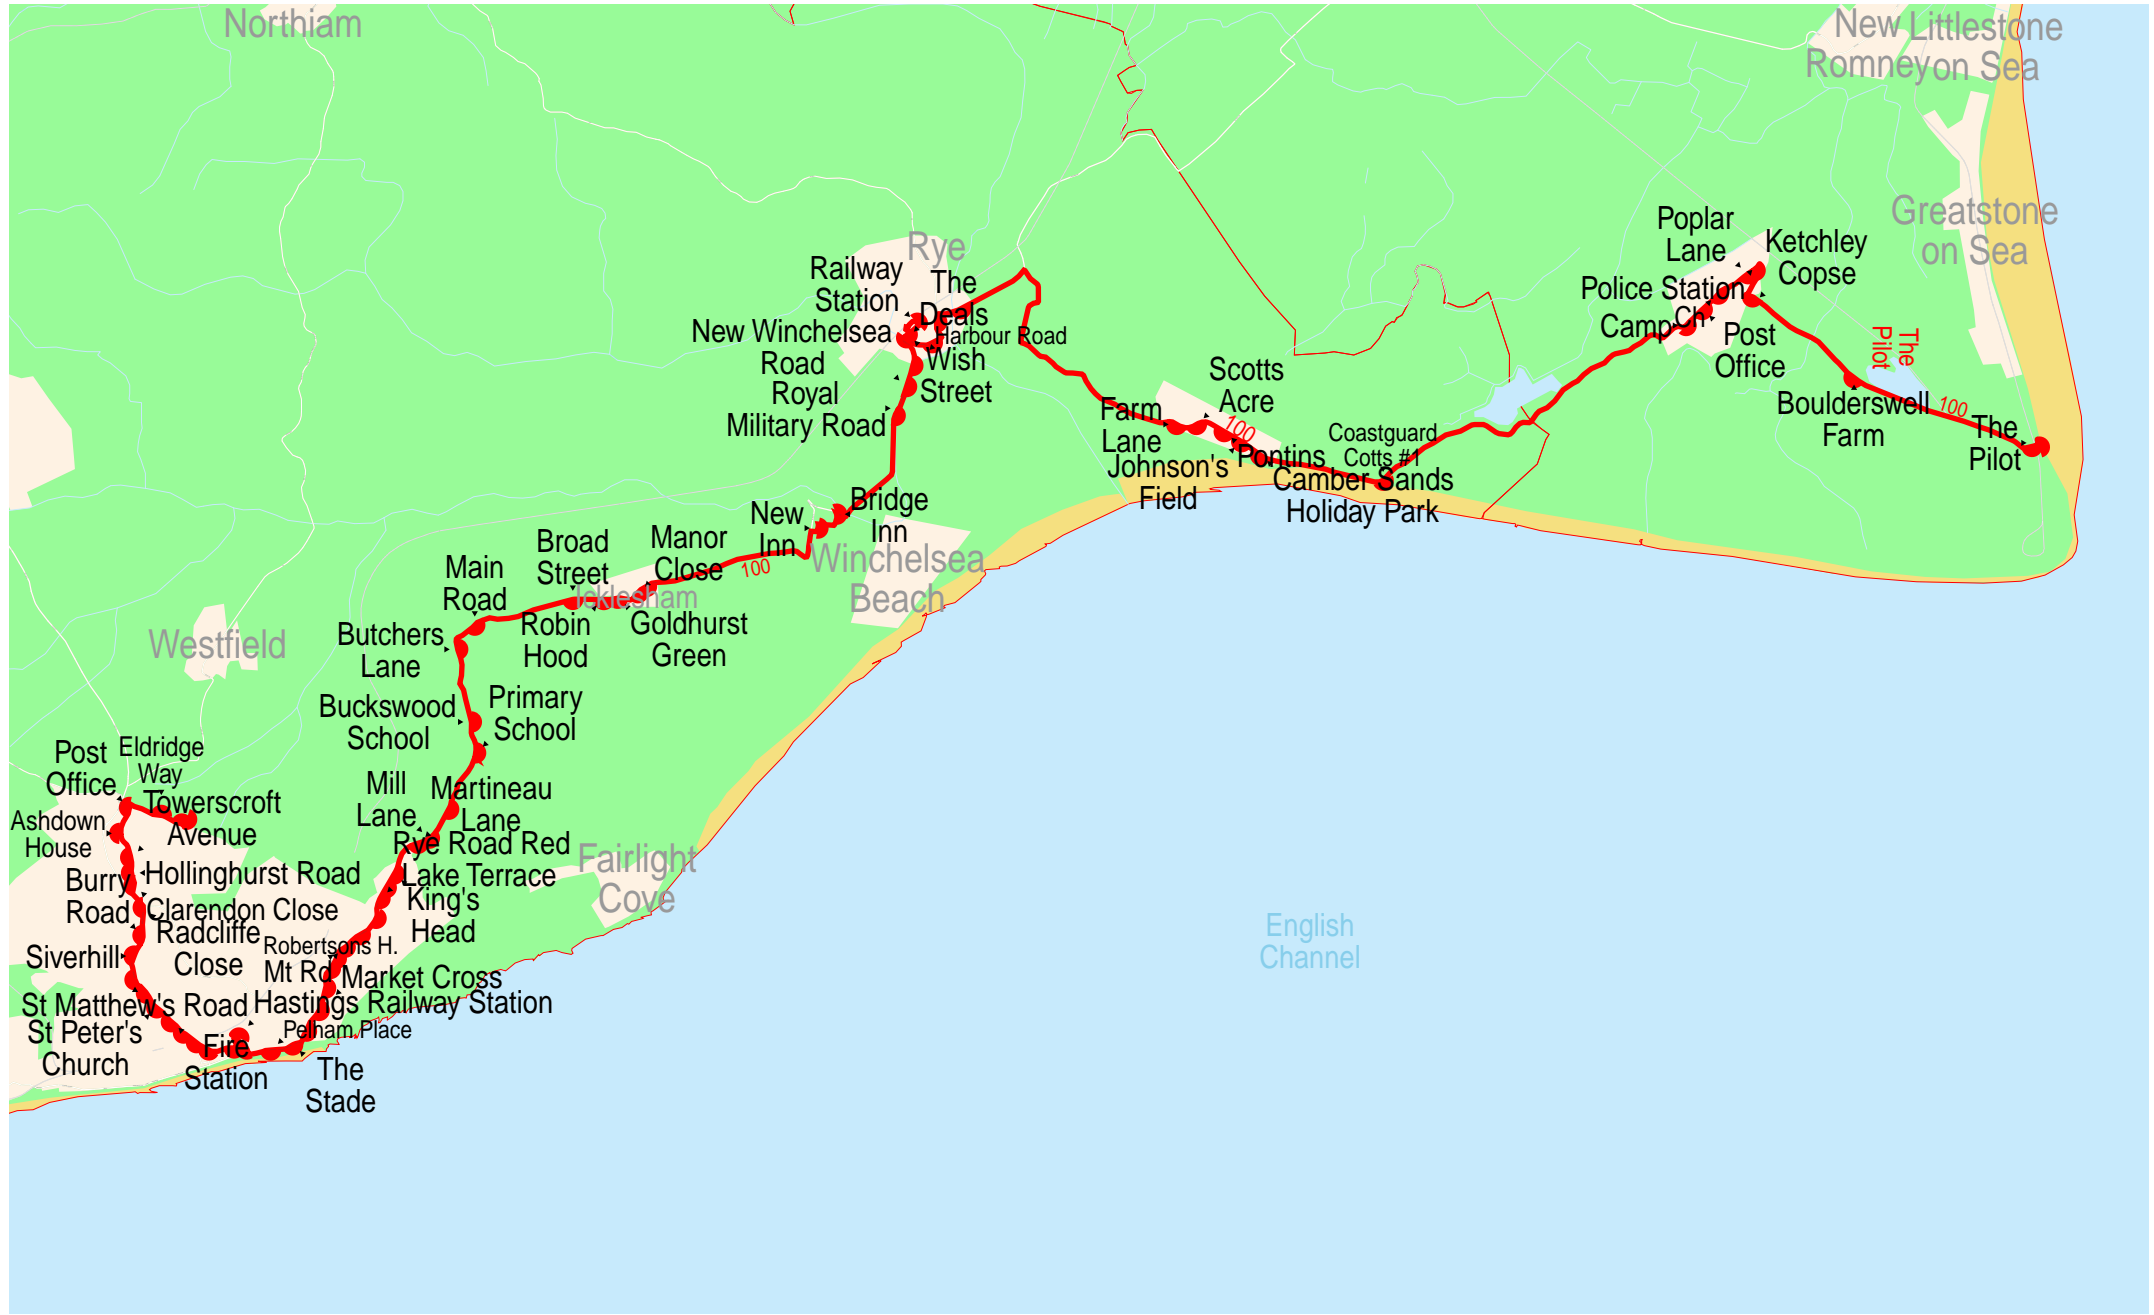 Northiam
New
Romney
Littlestone
on Sea
Greatstone
on Sea
Rye
Railway
Station
The
Deals
New Winchelsea
Road
Harbour Road
Wish
Street
Royal
Military Road
Poplar
Lane
Ketchley
Copse
Police Station
Camp
Ch
Post
Office
The
Pilot
Boulderswell
Farm
100
The
Pilot
Scotts
Acre
Farm
Lane
100
Johnson's
Field
Pontins
Coastguard
Cotts #1
Camber Sands
Holiday Park
Bridge
Inn
New
Inn
Winchelsea
Beach
Manor
Close
100
Broad
Street
Icklesham
Robin
Hood
Goldhurst
Green
Main
Road
Butchers
Lane
Westfield
Buckswood
School
Primary
School
Post
Office
Eldridge
Way
Towerscroft
Avenue
Ashdown
House
Mill
Lane
Martineau
Lane
Rye Road Red
Lake Terrace
Fairlight
Cove
Hollinghurst Road
Burry
Road
Clarendon Close
King's
Head
Radcliffe
Close
Siverhill
Robertsons H.
Mt Rd
Market Cross
St Matthew's Road
Hastings Railway Station
St Peter's
Church
Fire
Station
Pelham Place
The
Stade
English
Channel